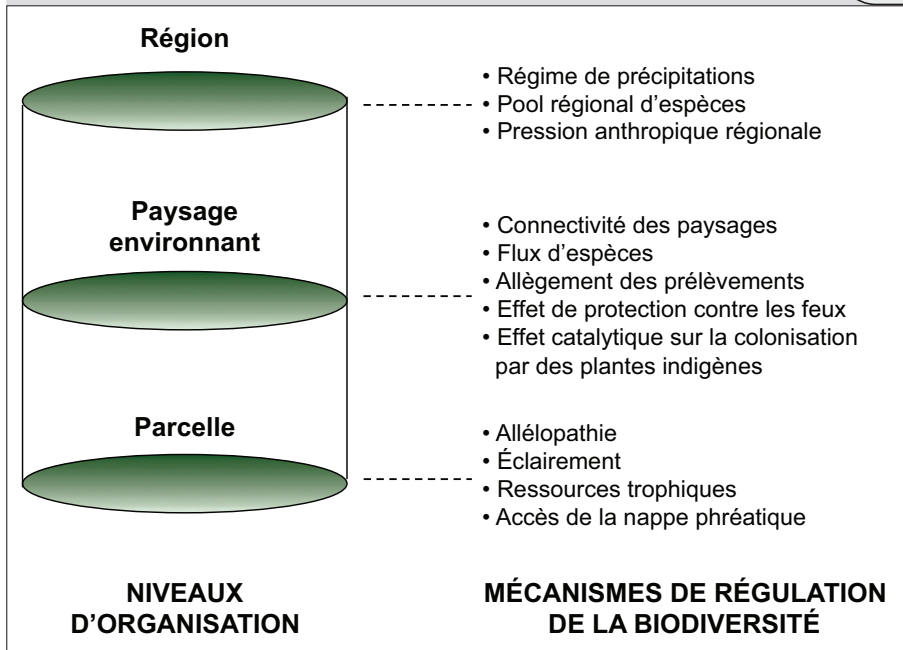 Région
• Régime de précipitations
• Pool régional d'espèces
• Pression anthropique régionale
Paysage
environnant
• Connectivité des paysages
• Flux d'espèces
• Allègement des prélèvements
• Effet de protection contre les feux
• Effet catalytique sur la colonisation
par des plantes indigènes
Parcelle
• Allélopathie
• Éclairement
• Ressources trophiques
• Accès de la nappe phréatique
NIVEAUX
D'ORGANISATION
MÉCANISMES DE RÉGULATION
DE LA BIODIVERSITÉ